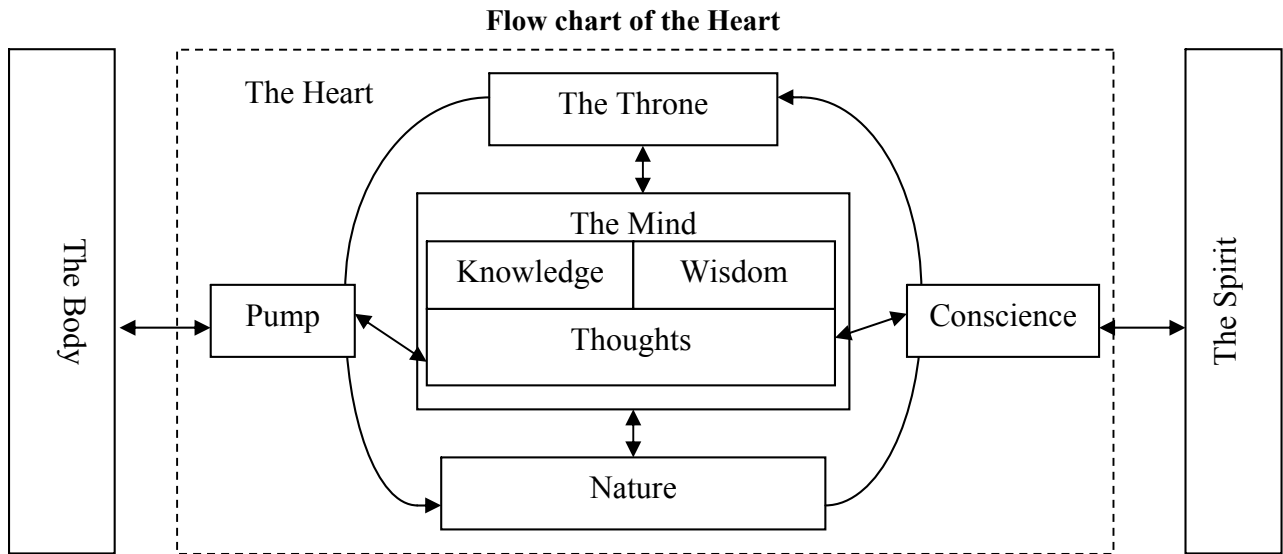 Flow chart of the Heart
The Body
The Heart
The Throne
The Mind
Knowledge
Wisdom
Thoughts
Pump
Conscience
Nature
The Spirit